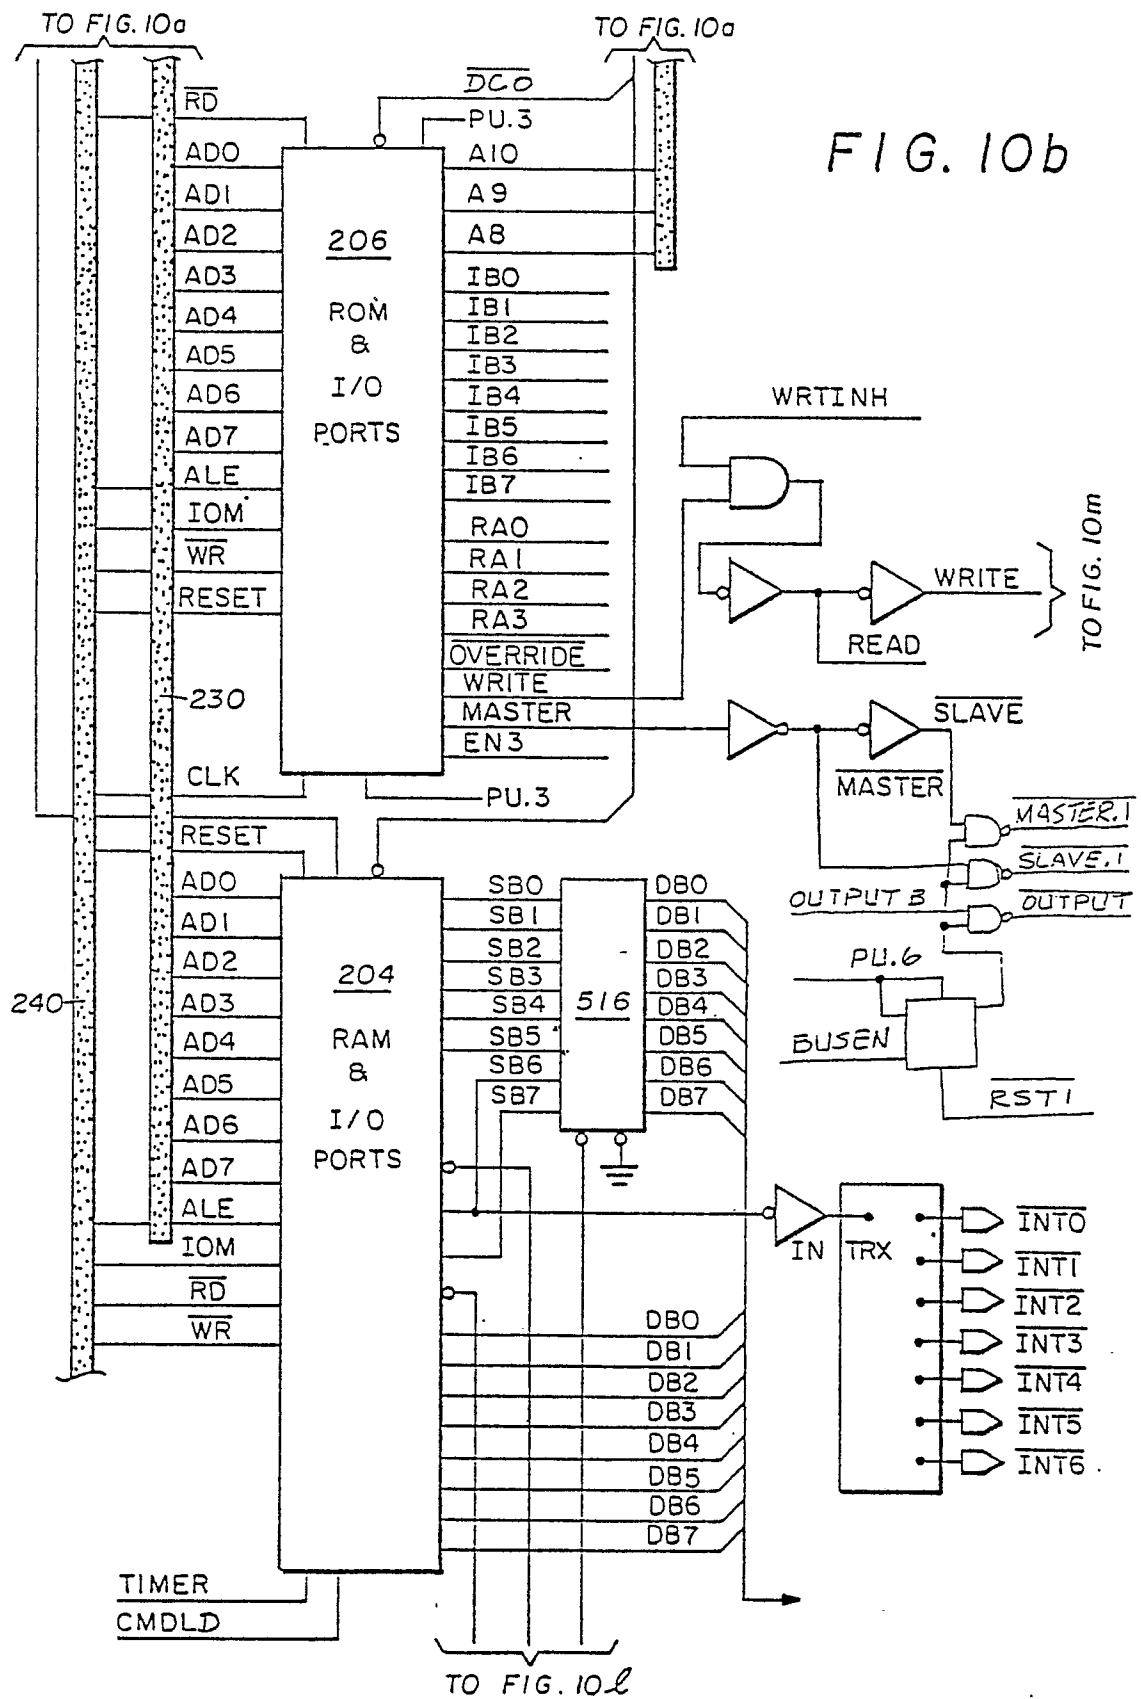 TO FIG. 10a
TO FIG. 10a
FIG. 10b
RD
DCO
PU.3
AD0
A10
AD1
A9
AD2
A8
AD3
IB0
AD4
IB1
AD5
IB2
AD6
IB3
AD7
IB4
ALE
IB5
IOM
IB6
WR
IB7
RESET
RA0
RA1
RA2
RA3
OVERRIDE
WRITE
MASTER
EN3
206
ROM
&
I/O
PORTS
230
CLK
PU.3
WRTINH
WRITE
READ
TO FIG. 10m
SLAVE
MASTER
MASTER.1
SLAVE.1
OUTPUT B
OUTPUT
PU.6
BUSEN
RST1
RESET
AD0
AD1
AD2
AD3
AD4
AD5
AD6
AD7
ALE
IOM
RD
WR
240
204
RAM
&
I/O
PORTS
SB0
SB1
SB2
SB3
SB4
SB5
SB6
SB7
516
DB0
DB1
DB2
DB3
DB4
DB5
DB6
DB7
IN
TRX
INT0
INT1
INT2
INT3
INT4
INT5
INT6
DB0
DB1
DB2
DB3
DB4
DB5
DB6
DB7
TIMER
CMDLD
TO FIG. 10l